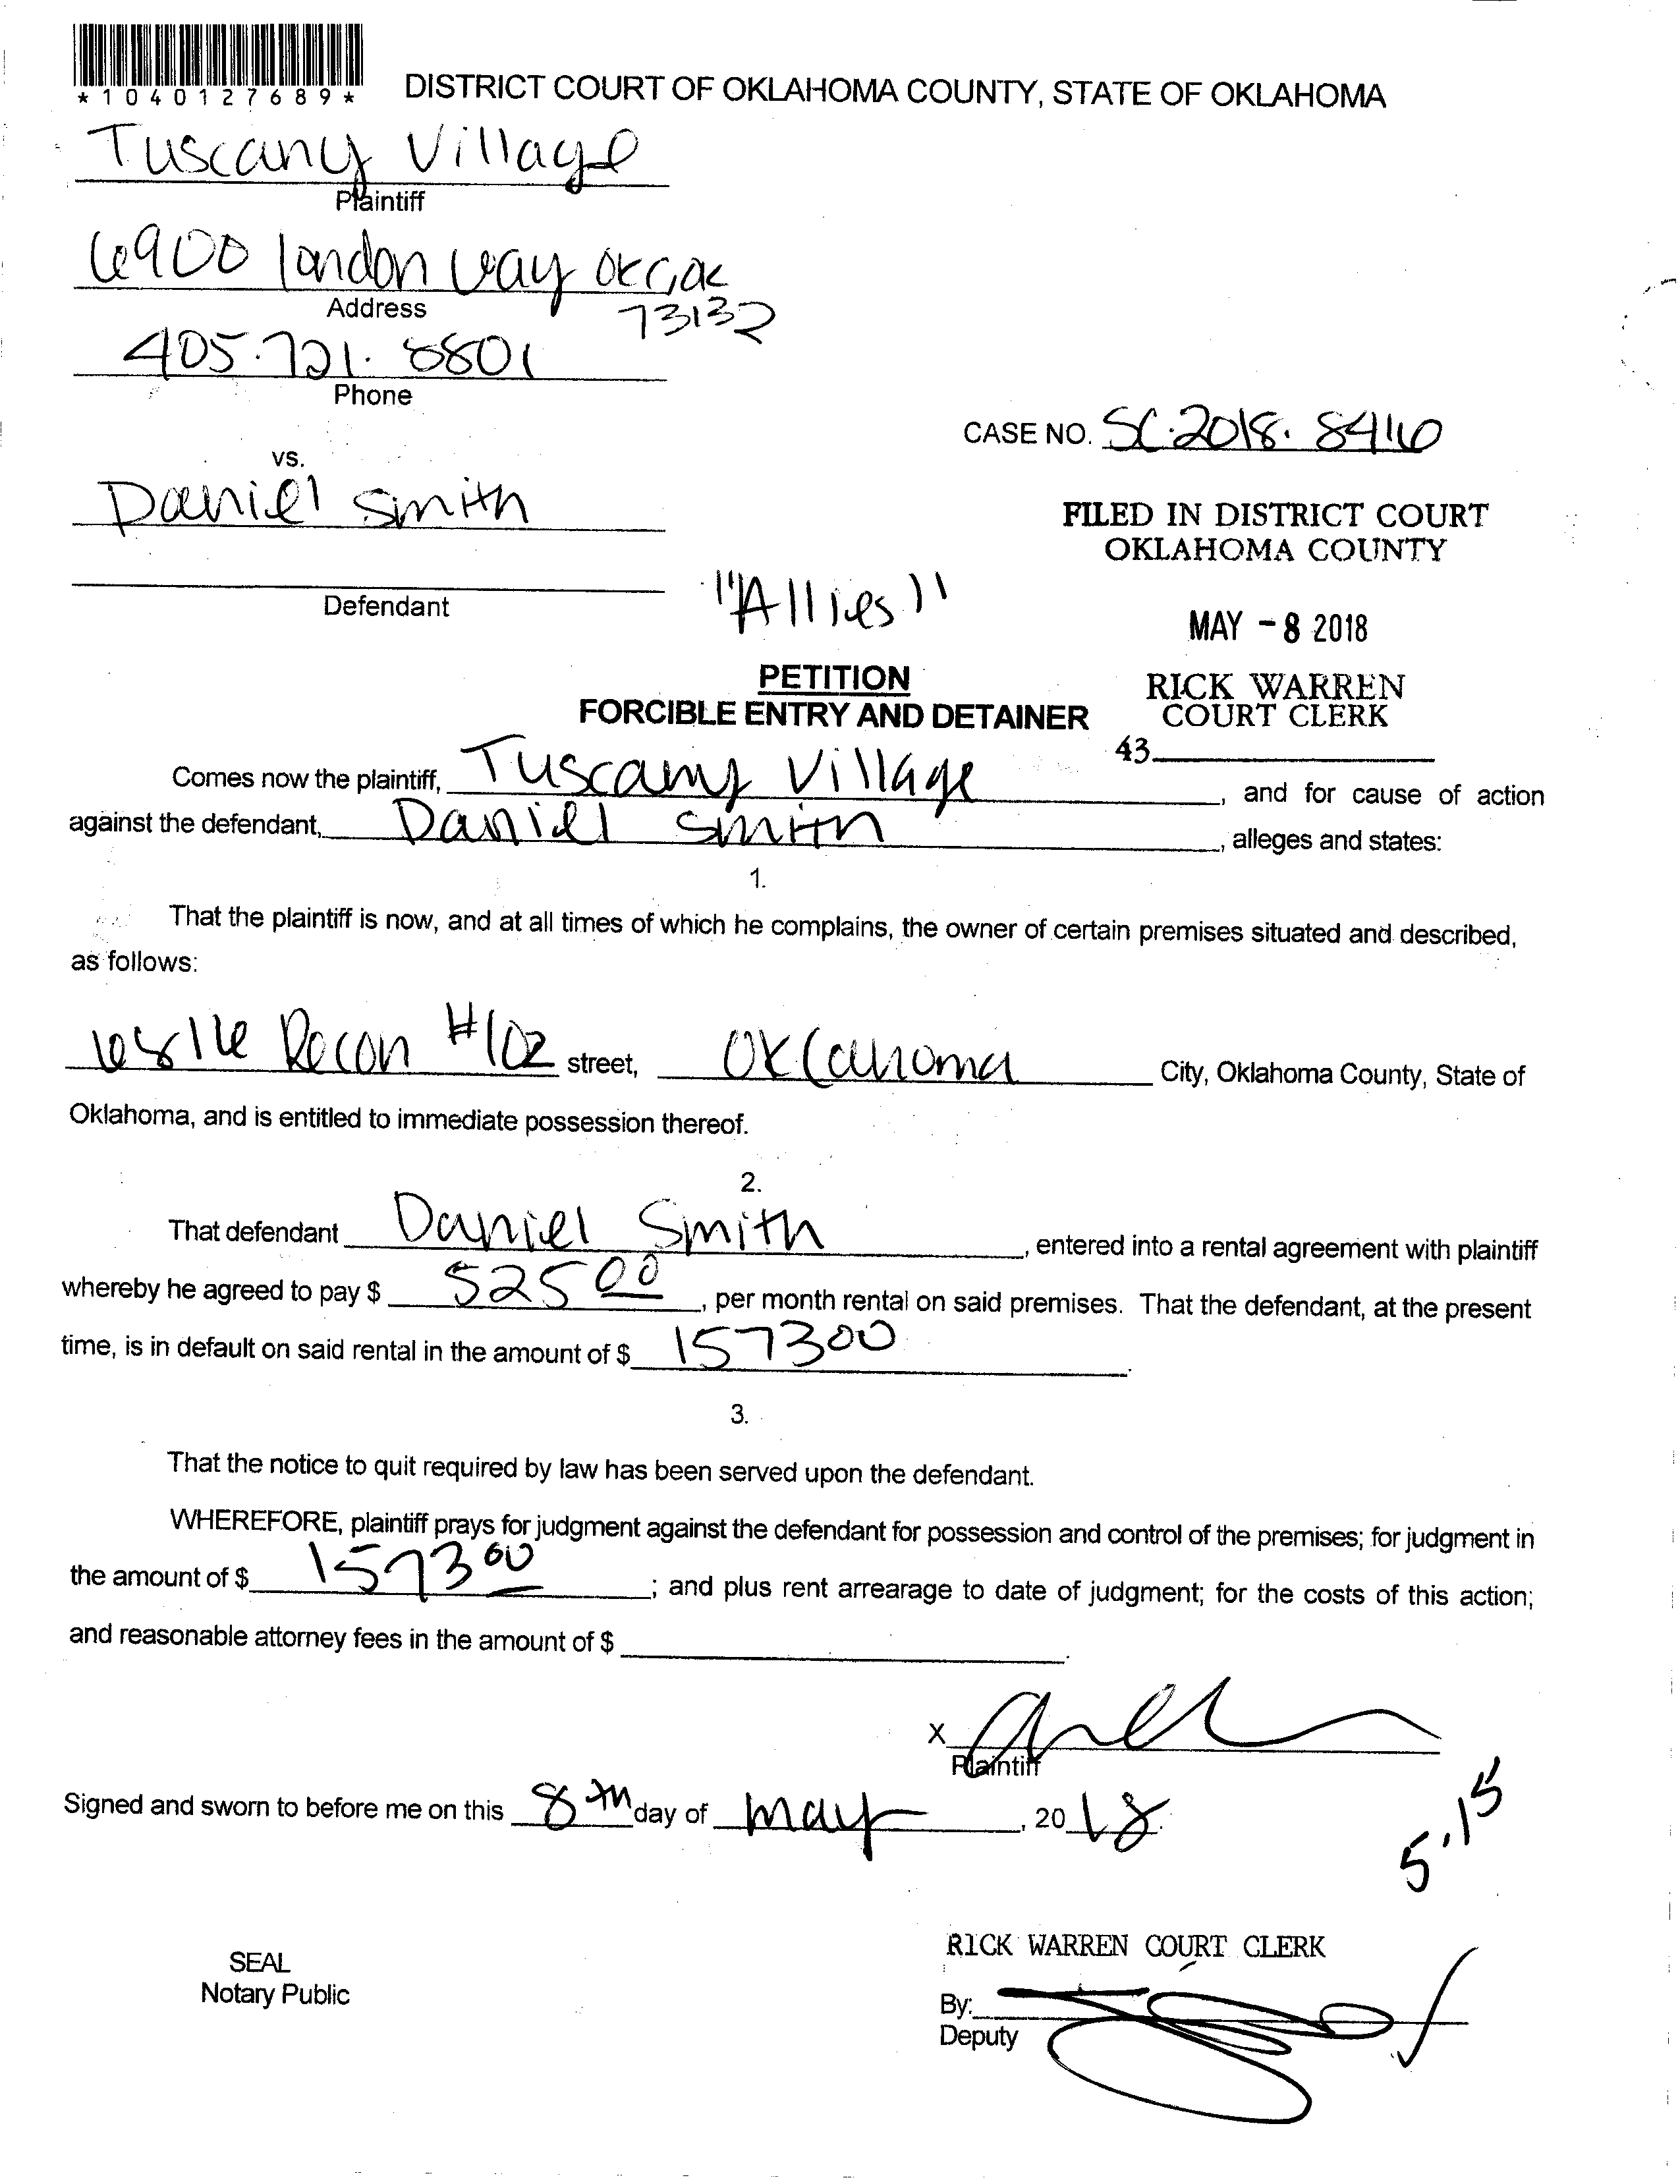 *1040127689*
DISTRICT COURT OF OKLAHOMA COUNTY, STATE OF OKLAHOMA
Tuscany Village
Plaintiff
6900 london way OKC, OK
Address
73132
405.721.8801
Phone
CASE NO. SC.2018.8416
vs.
Daniel Smith
FILED IN DISTRICT COURT
OKLAHOMA COUNTY
Defendant
"Allies"
MAY - 8 2018
PETITION
FORCIBLE ENTRY AND DETAINER
RICK WARREN
COURT CLERK
43
Comes now the plaintiff, Tuscany Village, and for cause of action
against the defendant, Daniel Smith, alleges and states:
1.
That the plaintiff is now, and at all times of which he complains, the owner of certain premises situated and described,
as follows:
Recon #102 street, Oklahoma City, Oklahoma County, State of
Oklahoma, and is entitled to immediate possession thereof.
2.
That defendant Daniel Smith, entered into a rental agreement with plaintiff
whereby he agreed to pay $ 525 00, per month rental on said premises. That the defendant, at the present
time, is in default on said rental in the amount of $ 1573 00.
3.
That the notice to quit required by law has been served upon the defendant.
WHEREFORE, plaintiff prays for judgment against the defendant for possession and control of the premises; for judgment in
the amount of $ 1573 00; and plus rent arrearage to date of judgment; for the costs of this action;
and reasonable attorney fees in the amount of $
X
Plaintiff
Signed and sworn to before me on this 8th day of May, 2018.
5.15
SEAL
Notary Public
RICK WARREN COURT CLERK
By:
Deputy